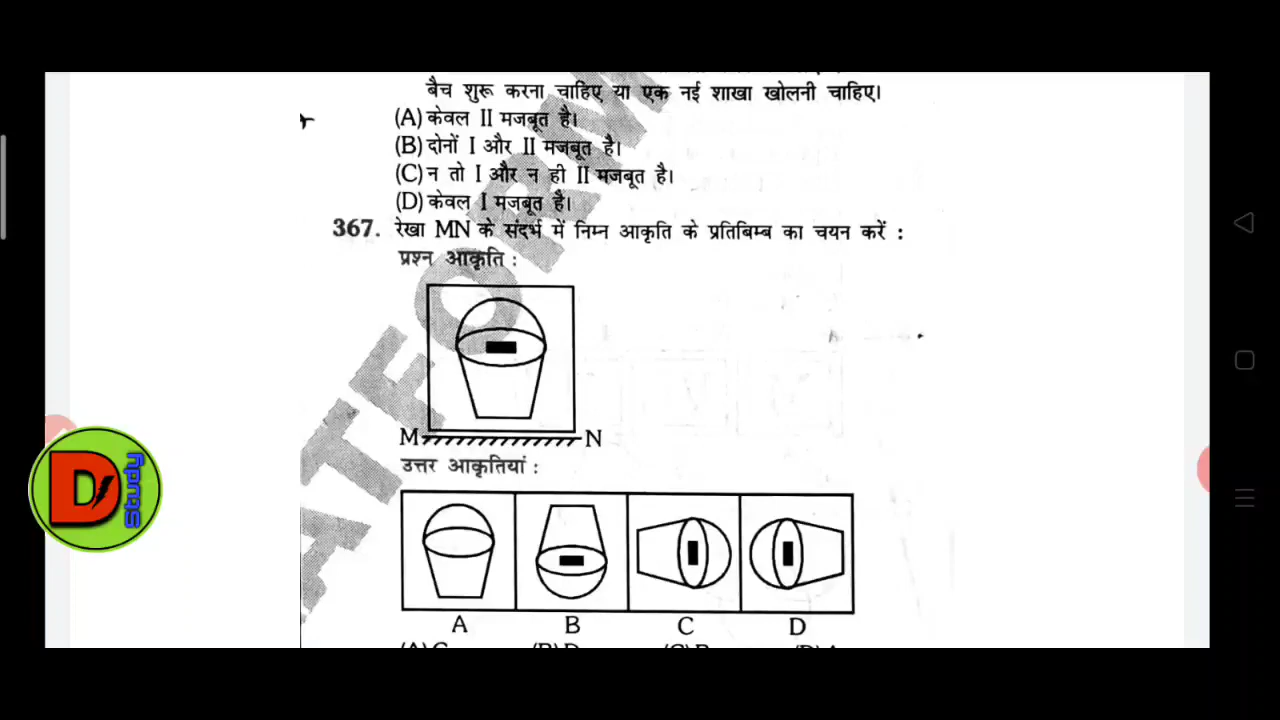 बैच शुरू करना चाहिए या एक नई शाखा खोलनी चाहिए।
(A) केवल II मजबूत है।
(B) दोनों I और II मजबूत है।
(C) न तो I और न ही II मजबूत है।
(D) केवल I मजबूत है।
367. रेखा MN के संदर्भ में निम्न आकृति के प्रतिबिम्ब का चयन करें :
प्रश्न आकृति :
M N
उत्तर आकृतियां :
A B C D
D Study